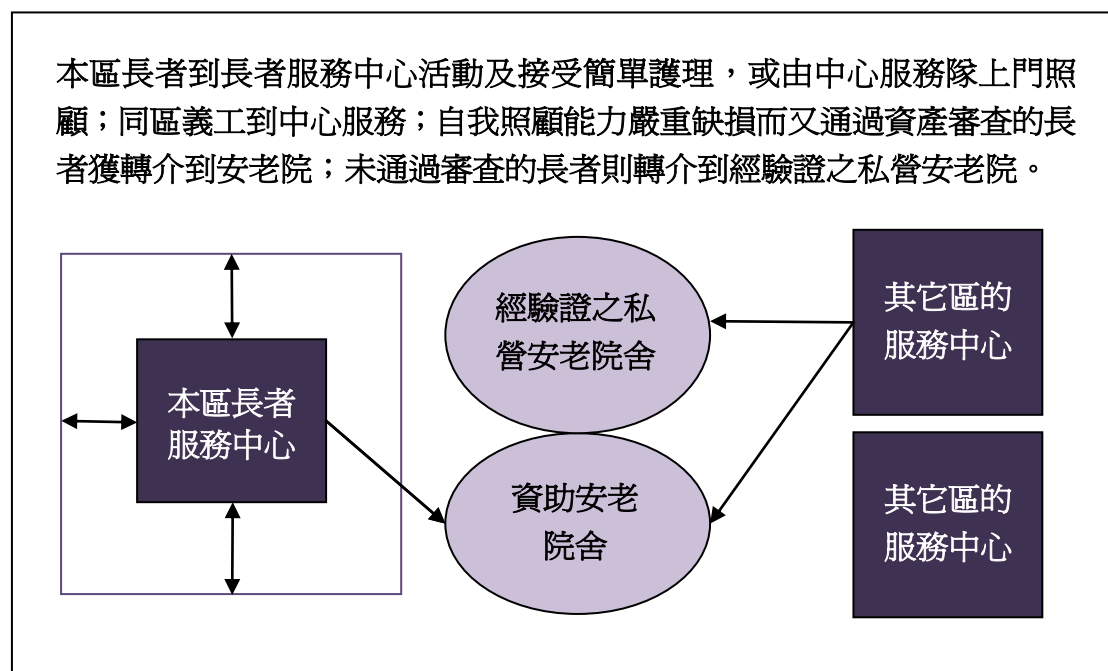 本區長者到長者服務中心活動及接受簡單護理，或由中心服務隊上門照
顧；同區義工到中心服務；自我照顧能力嚴重缺損而又通過資產審查的長
者獲轉介到安老院；未通過審查的長者則轉介到經驗證之私營安老院。
經驗證之私
營安老院舍
其它區的
服務中心
本區長者
服務中心
資助安老
院舍
其它區的
服務中心